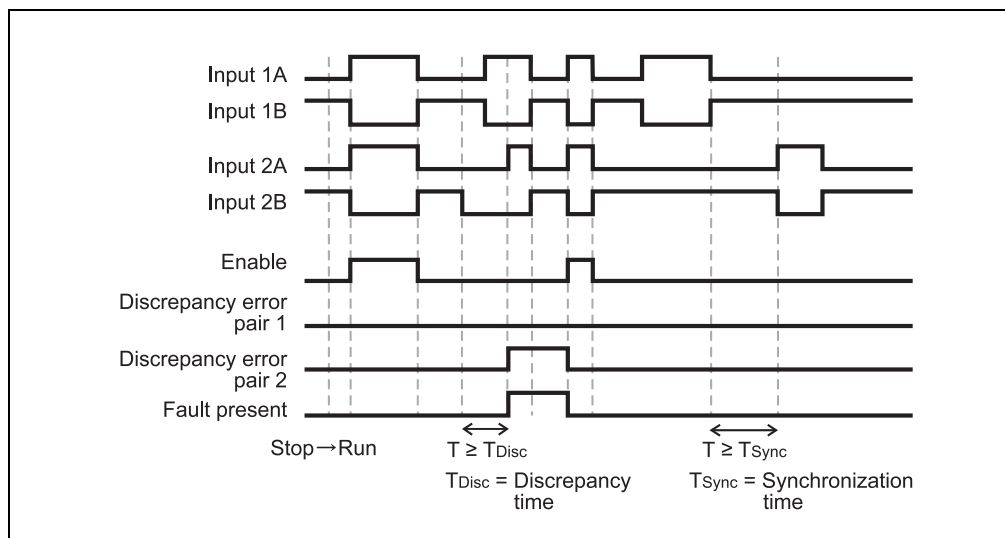 Input 1A
Input 1B
Input 2A
Input 2B
Enable
Discrepancy error
pair 1
Discrepancy error
pair 2
Fault present
Stop→Run
T ≥ TDisc
TDisc = Discrepancy
time
T ≥ TSync
TSync = Synchronization
time